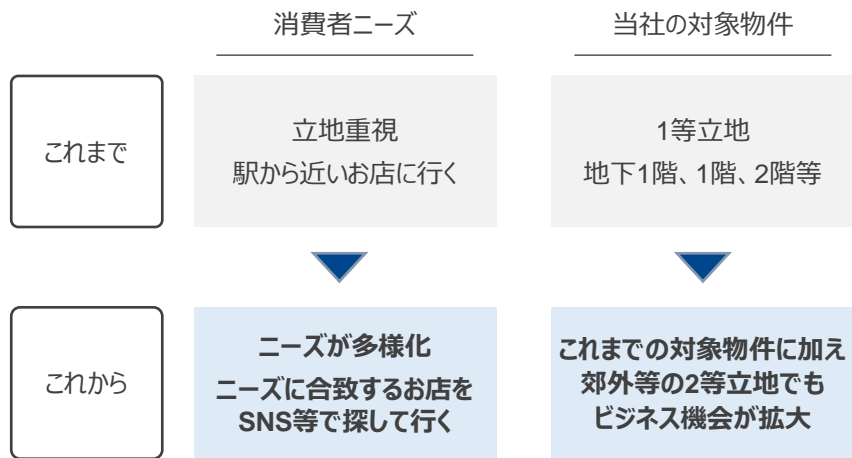 消費者ニーズ
当社の対象物件
これまで
立地重視
駅から近いお店に行く
1等立地
地下1階、1階、2階等
これから
ニーズが多様化
ニーズに合致するお店を
SNS等で探して行く
これまでの対象物件に加え
郊外等の2等立地でも
ビジネス機会が拡大